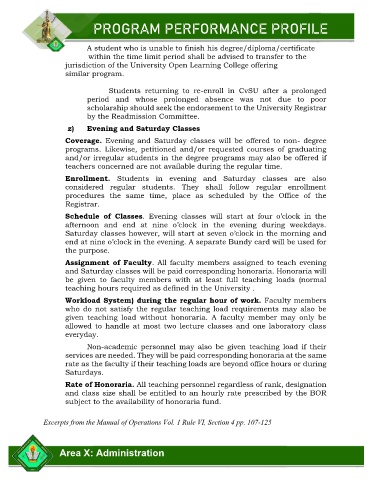 PROGRAM PERFORMANCE PROFILE
A student who is unable to finish his degree/diploma/certificate
within the time limit period shall be advised to transfer to the
jurisdiction of the University Open Learning College offering
similar program.
Students returning to re-enroll in CvSU after a prolonged
period and whose prolonged absence was not due to poor
scholarship should seek the endorsement to the University Registrar
by the Readmission Committee.
z) Evening and Saturday Classes
Coverage. Evening and Saturday classes will be offered to non- degree
programs. Likewise, petitioned and/or requested courses of graduating
and/or irregular students in the degree programs may also be offered if
teachers concerned are not available during the regular time.
Enrollment. Students in evening and Saturday classes are also
considered regular students. They shall follow regular enrollment
procedures the same time, place as scheduled by the Office of the
Registrar.
Schedule of Classes. Evening classes will start at four o'clock in the
afternoon and end at nine o'clock in the evening during weekdays.
Saturday classes however, will start at seven o'clock in the morning and
end at nine o'clock in the evening. A separate Bundy card will be used for
the purpose.
Assignment of Faculty. All faculty members assigned to teach evening
and Saturday classes will be paid corresponding honoraria. Honoraria will
be given to faculty members with at least full teaching loads (normal
teaching hours required as defined in the University .
Workload System) during the regular hour of work. Faculty members
who do not satisfy the regular teaching load requirements may also be
given teaching load without honoraria. A faculty member may only be
allowed to handle at most two lecture classes and one laboratory class
everyday.
Non-academic personnel may also be given teaching load if their
services are needed. They will be paid corresponding honoraria at the same
rate as the faculty if their teaching loads are beyond office hours or during
Saturdays.
Rate of Honoraria. All teaching personnel regardless of rank, designation
and class size shall be entitled to an hourly rate prescribed by the BOR
subject to the availability of honoraria fund.
Excerpts from the Manual of Operations Vol. 1 Rule VI, Section 4 pp. 107-125
Area X: Administration